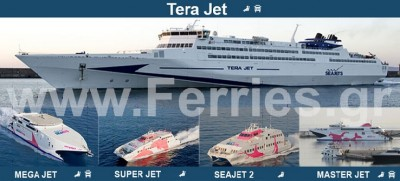 Tera Jet
TERA JET
SEAJETS
www.Ferries.gr
MEGA JET
SUPER JET
SEAJET 2
MASTER JET